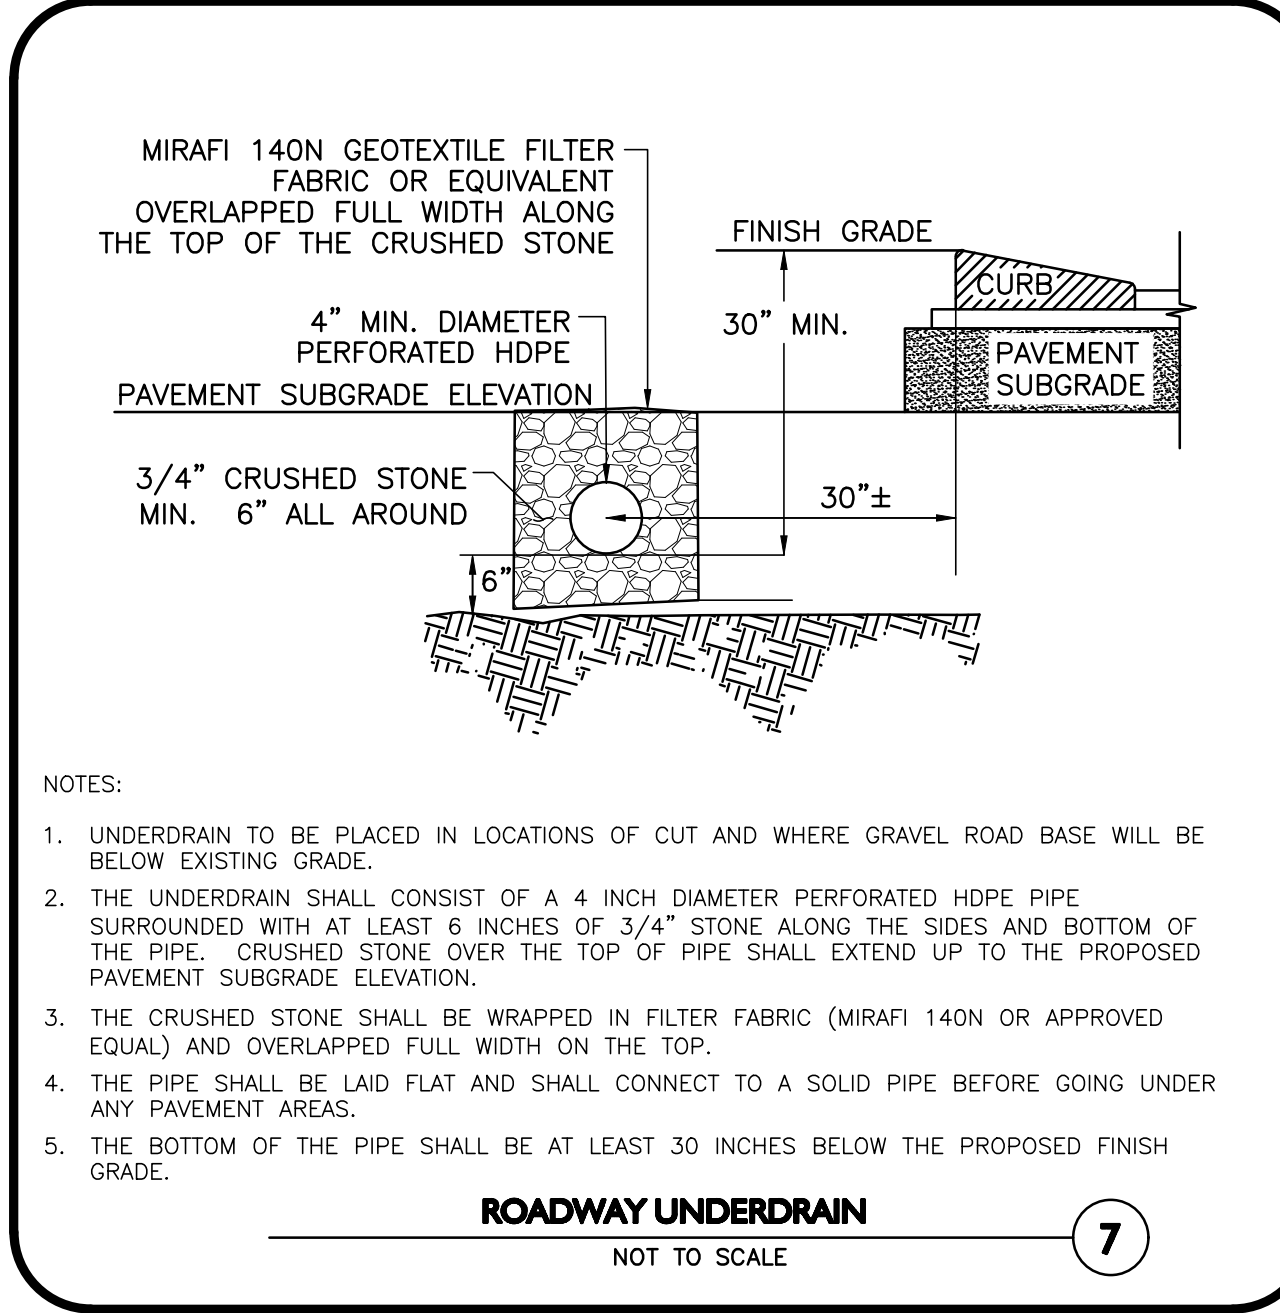 MIRAFI 140N GEOTEXTILE FILTER
FABRIC OR EQUIVALENT
OVERLAPPED FULL WIDTH ALONG
THE TOP OF THE CRUSHED STONE
FINISH GRADE
CURB
4" MIN. DIAMETER
PERFORATED HDPE
30" MIN.
PAVEMENT
SUBGRADE
PAVEMENT SUBGRADE ELEVATION
3/4" CRUSHED STONE
MIN. 6" ALL AROUND
30"±
6"
NOTES:
1. UNDERDRAIN TO BE PLACED IN LOCATIONS OF CUT AND WHERE GRAVEL ROAD BASE WILL BE
BELOW EXISTING GRADE.
2. THE UNDERDRAIN SHALL CONSIST OF A 4 INCH DIAMETER PERFORATED HDPE PIPE
SURROUNDED WITH AT LEAST 6 INCHES OF 3/4" STONE ALONG THE SIDES AND BOTTOM OF
THE PIPE. CRUSHED STONE OVER THE TOP OF PIPE SHALL EXTEND UP TO THE PROPOSED
PAVEMENT SUBGRADE ELEVATION.
3. THE CRUSHED STONE SHALL BE WRAPPED IN FILTER FABRIC (MIRAFI 140N OR APPROVED
EQUAL) AND OVERLAPPED FULL WIDTH ON THE TOP.
4. THE PIPE SHALL BE LAID FLAT AND SHALL CONNECT TO A SOLID PIPE BEFORE GOING UNDER
ANY PAVEMENT AREAS.
5. THE BOTTOM OF THE PIPE SHALL BE AT LEAST 30 INCHES BELOW THE PROPOSED FINISH
GRADE.
ROADWAY UNDERDRAIN
NOT TO SCALE
7